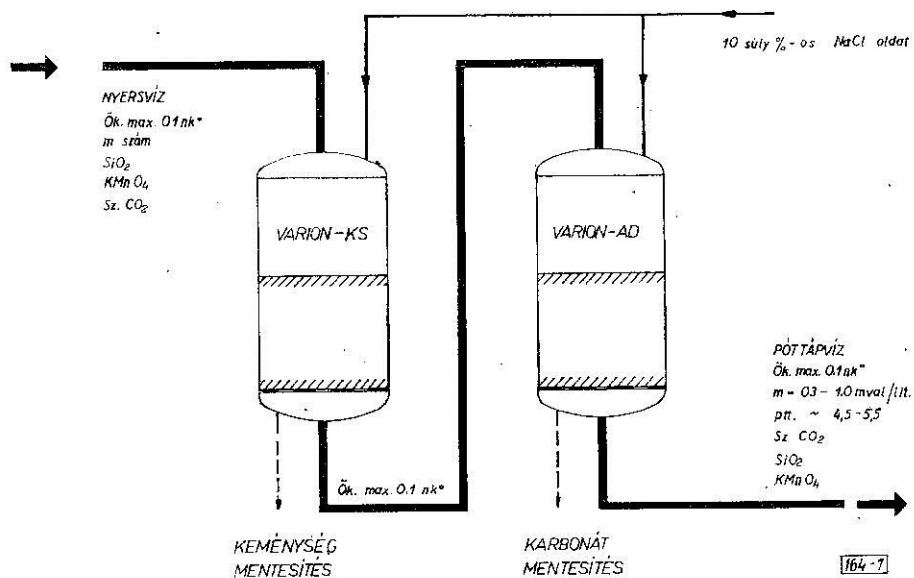 10 súly %-os NaCl oldat
NYERSVÍZ
Ök. max. 0.1 nk°
m szám
SiO₂
KMnO₄
Sz. CO₂
VARION-KS
VARION-AD
PÓTTÁPVÍZ
Ök. max. 0.1 nk°
m = 0.3 - 1.0 mval/lit.
~ 4,5-5,5
Sz CO₂
SiO₂
KMnO₄
Ök. max. 0.1 nk°
KEMÉNYSÉG
MENTESÍTÉS
KARBONÁT
MENTESÍTÉS
164-1